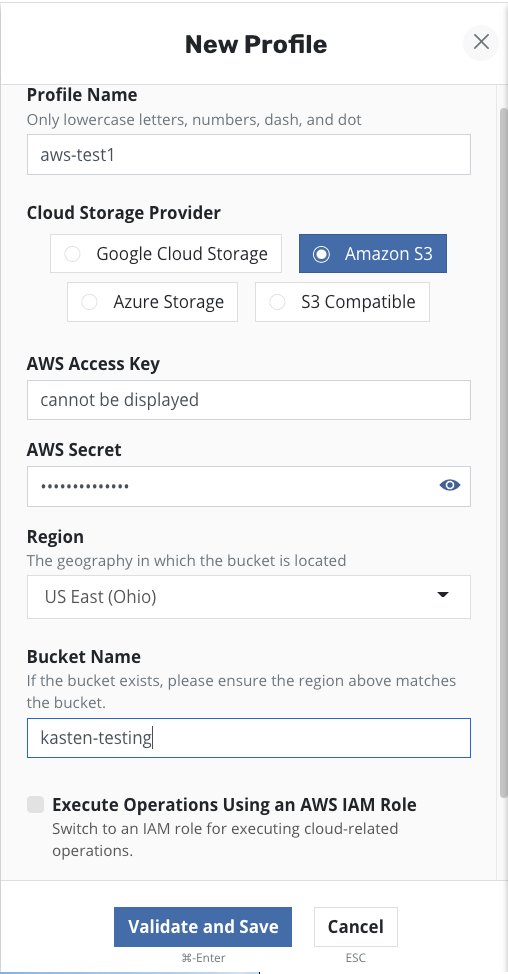 New Profile
Profile Name
Only lowercase letters, numbers, dash, and dot
aws-test1
Cloud Storage Provider
Google Cloud Storage
Amazon S3
Azure Storage
S3 Compatible
AWS Access Key
cannot be displayed
AWS Secret
••••••••••••••
Region
The geography in which the bucket is located
US East (Ohio)
Bucket Name
If the bucket exists, please ensure the region above matches
the bucket.
kasten-testing
Execute Operations Using an AWS IAM Role
Switch to an IAM role for executing cloud-related
operations.
Validate and Save
Cancel
⌘-Enter
ESC